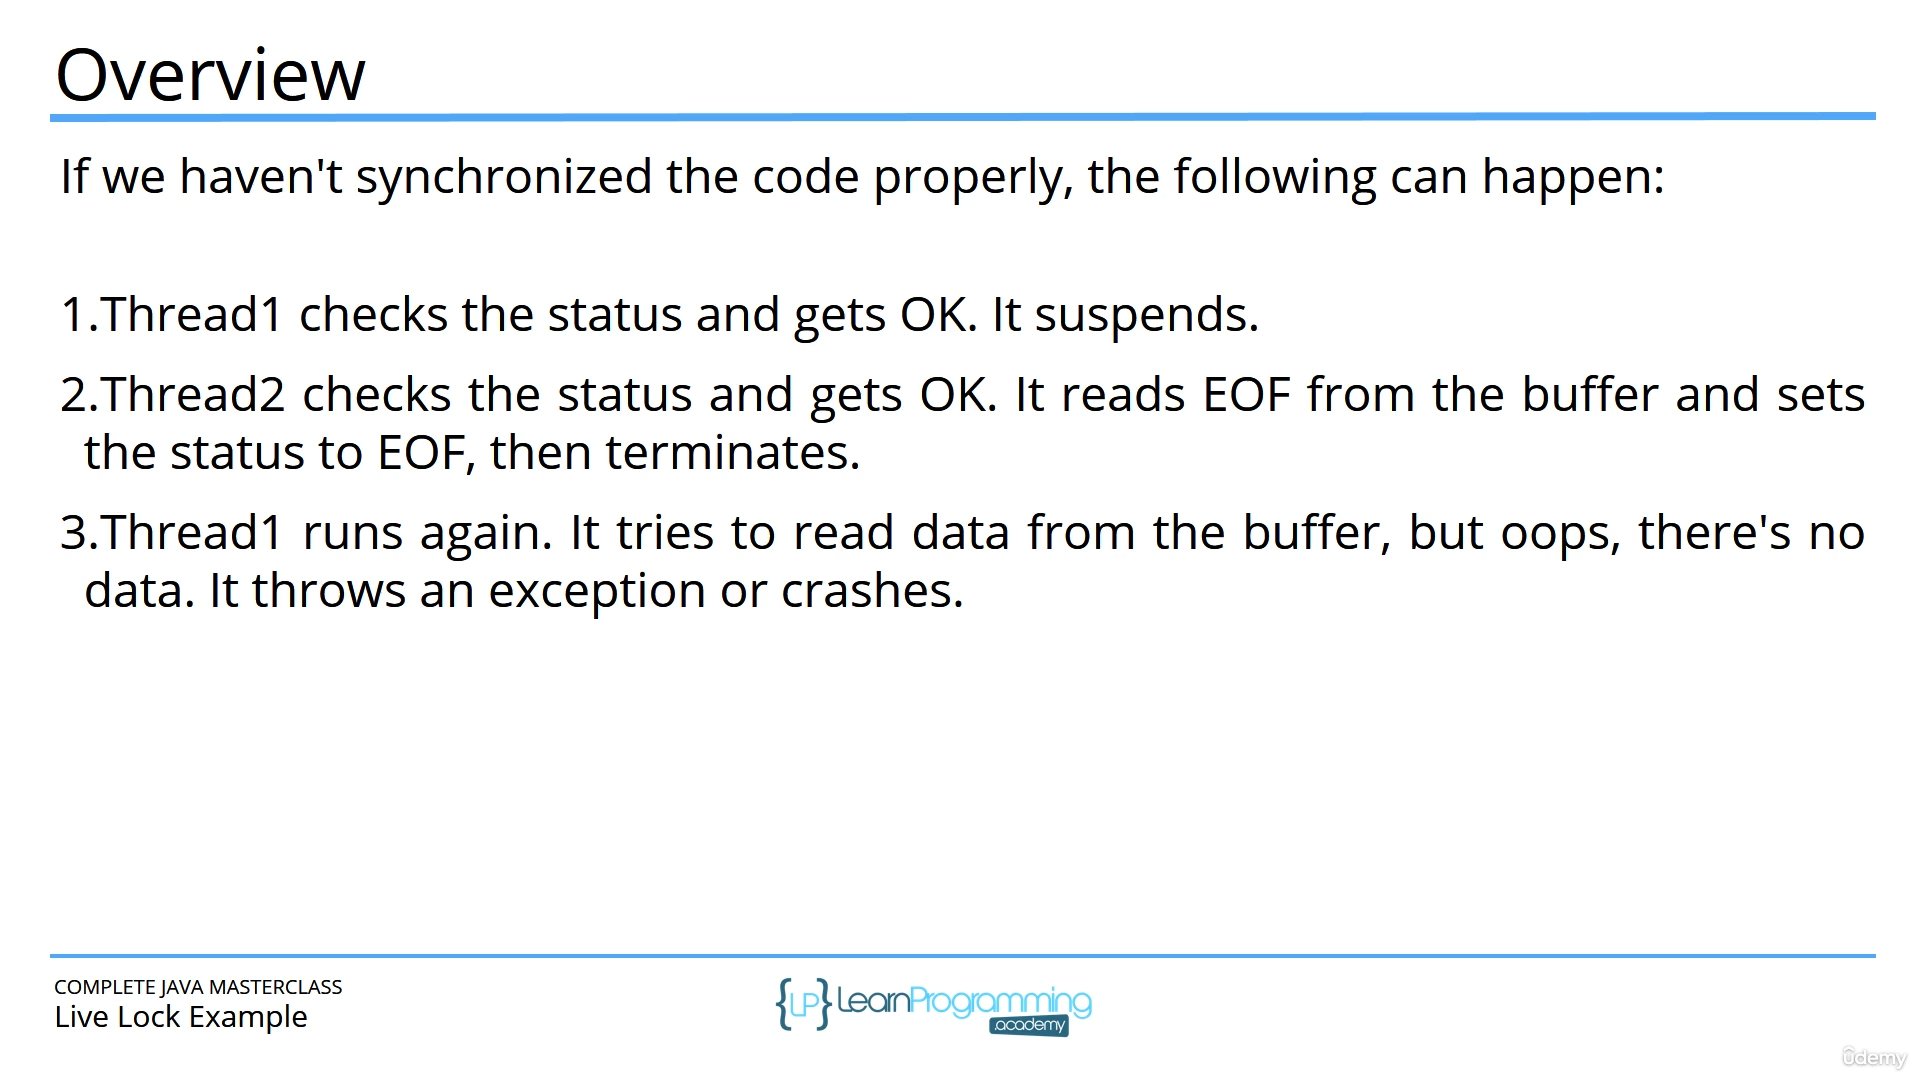 Overview
If we haven't synchronized the code properly, the following can happen:
1.Thread1 checks the status and gets OK. It suspends.
2.Thread2 checks the status and gets OK. It reads EOF from the buffer and sets
the status to EOF, then terminates.
3.Thread1 runs again. It tries to read data from the buffer, but oops, there's no
data. It throws an exception or crashes.
COMPLETE JAVA MASTERCLASS
Live Lock Example
{LP} LearnProgramming
.academy
ûdemy